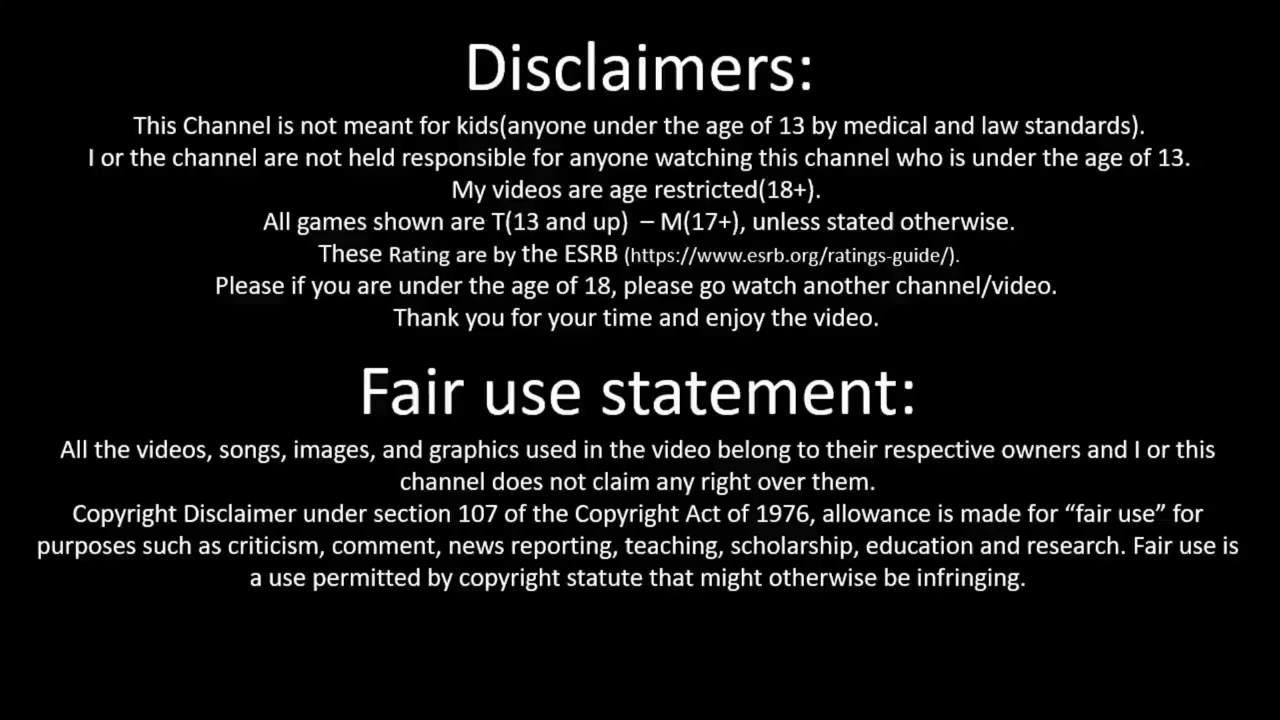 Disclaimers:
This Channel is not meant for kids(anyone under the age of 13 by medical and law standards).
I or the channel are not held responsible for anyone watching this channel who is under the age of 13.
My videos are age restricted(18+).
All games shown are T(13 and up) – M(17+), unless stated otherwise.
These Rating are by the ESRB (https://www.esrb.org/ratings-guide/).
Please if you are under the age of 18, please go watch another channel/video.
Thank you for your time and enjoy the video.
Fair use statement:
All the videos, songs, images, and graphics used in the video belong to their respective owners and I or this
channel does not claim any right over them.
Copyright Disclaimer under section 107 of the Copyright Act of 1976, allowance is made for “fair use” for
purposes such as criticism, comment, news reporting, teaching, scholarship, education and research. Fair use is
a use permitted by copyright statute that might otherwise be infringing.